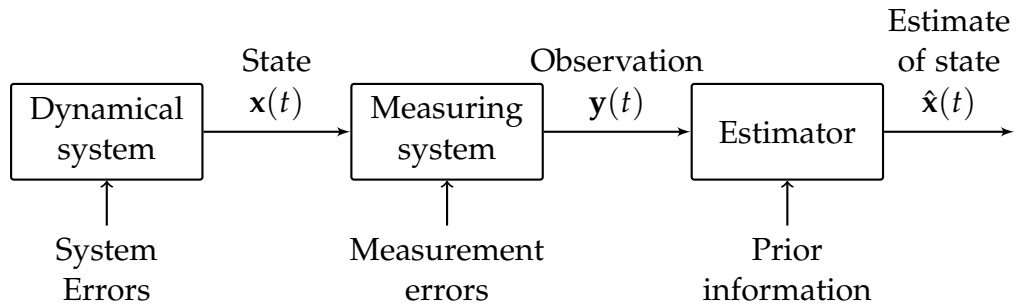 Dynamical
system
State
x(t)
Measuring
system
Observation
y(t)
Estimator
Estimate
of state
x̂(t)
System
Errors
Measurement
errors
Prior
information